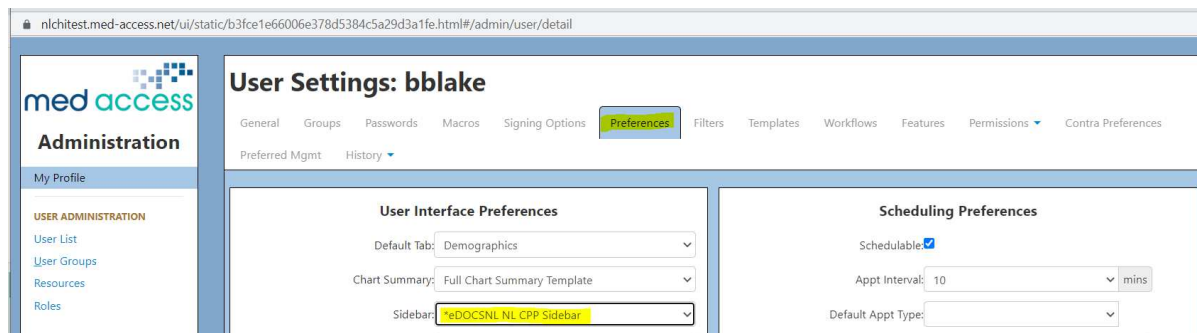 nlchitest.med-access.net/ui/static/b3fce1e66006e378d5384c5a29d3a1fe.html#/admin/user/detail
med access
Administration
My Profile
USER ADMINISTRATION
User List
User Groups
Resources
Roles
User Settings: bblake
General Groups Passwords Macros Signing Options Preferences Filters Templates Workflows Features Permissions Contra Preferences
Preferred Mgmt History
User Interface Preferences
Default Tab: Demographics
Chart Summary: Full Chart Summary Template
Sidebar: *eDOCSNL NL CPP Sidebar
Scheduling Preferences
Schedulable:
Appt Interval: 10 mins
Default Appt Type: